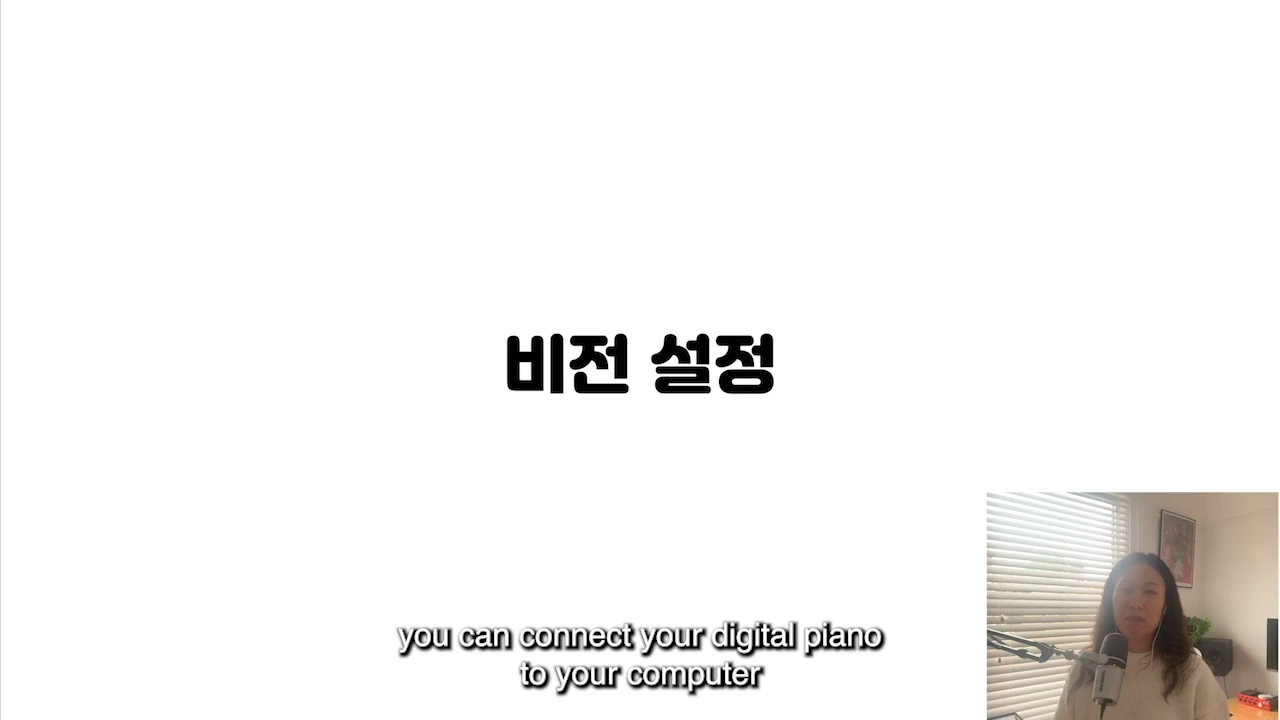 비전 설정
you can connect your digital piano
to your computer